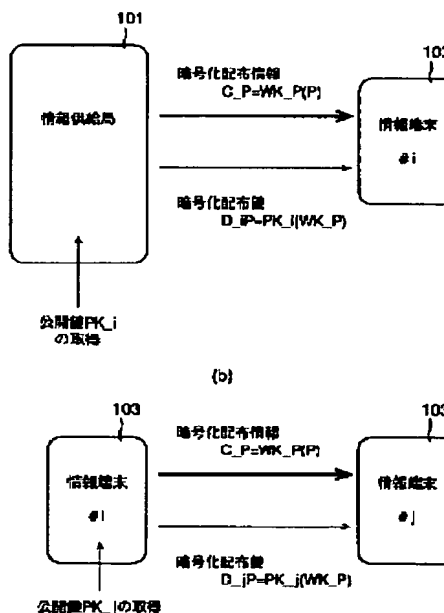 101
103
情報供給局
暗号化配布情報
C_P=WK_P(P)
情報端末
#i
暗号化配布鍵
D_iP=PK_i(WK_P)
公開鍵PK_i
の取得
(b)
103
103
暗号化配布情報
C_P=WK_P(P)
情報端末
#i
情報端末
#j
暗号化配布鍵
D_jP=PK_j(WK_P)
公開鍵PK_jの取得